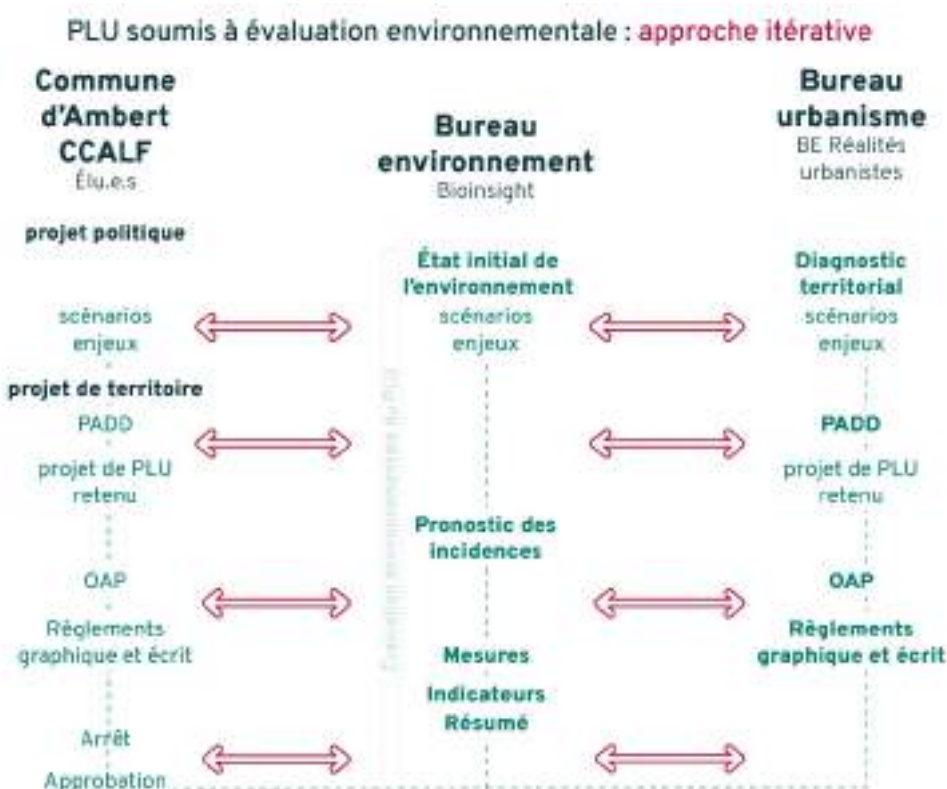 PLU soumis à évaluation environnementale : approche itérative
Commune
d'Ambert
CCALF
Élu.e.s
projet politique
scénarios
enjeux
projet de territoire
PADD
projet de PLU
retenu
OAP
Règlements
graphique et écrit
Arrêt
Approbation
Bureau
environnement
Bioinsight
État initial de
l'environnement
scénarios
enjeux
Pronostic des
incidences
Mesures
Indicateurs
Résumé
Bureau
urbanisme
BE Réalités
urbanistes
Diagnostic
territorial
scénarios
enjeux
PADD
projet de PLU
retenu
OAP
Règlements
graphique et écrit